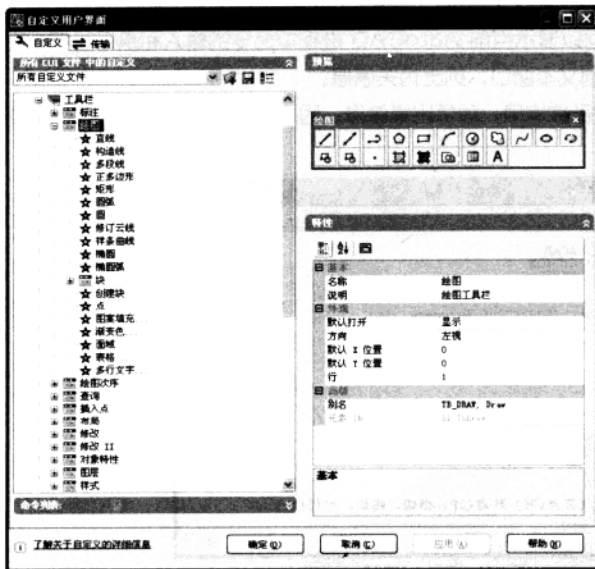 自定义用户界面
自定义
传输
所有 CUI 文件 中的自定义
所有自定义文件
工具栏
标注
绘图
直线
构造线
多段线
正多边形
矩形
圆弧
圆
修订云线
样条曲线
椭圆
椭圆弧
块
创建块
点
图案填充...
渐变色...
面域
表格
多行文字...
绘图次序
查询
插入点
布局
修改
修改 II
对象特性
图层
样式
命令列表:
预览
绘图
A
特性
基本
名称 绘图
说明 绘图工具栏
外观
默认打开 显示
方向 左视
默认 X 位置 0
默认 Y 位置 0
行 1
高级
别名 TB_DRAW, Draw
元素 ID
基本
了解关于自定义的详细信息
确定(O)
取消(C)
应用(A)
帮助(H)